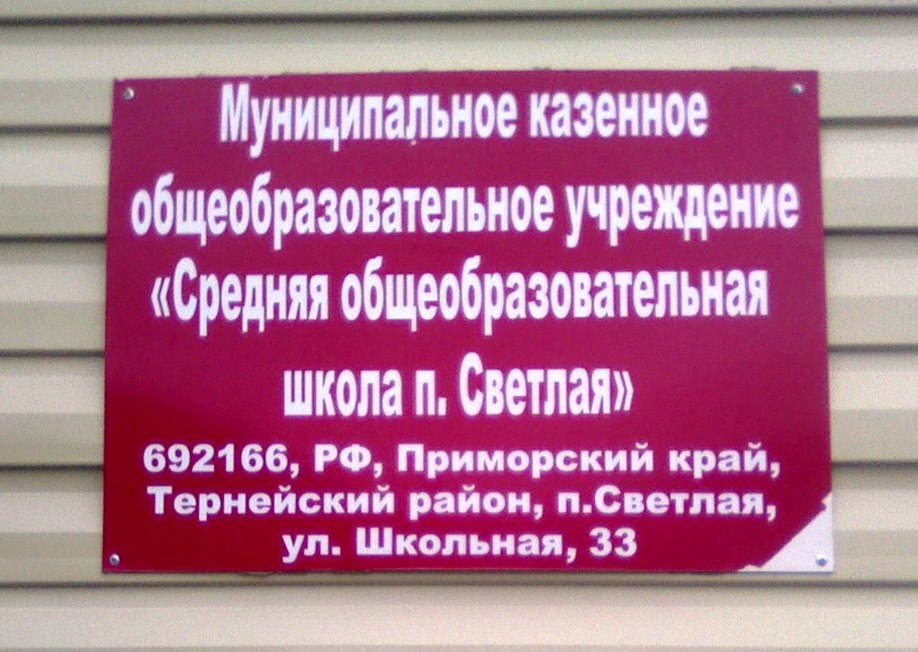 Муниципальное казенное
общеобразовательное учреждение
«Средняя общеобразовательная
школа п. Светлая»
692166, РФ, Приморский край,
Тернейский район, п.Светлая,
ул. Школьная, 33